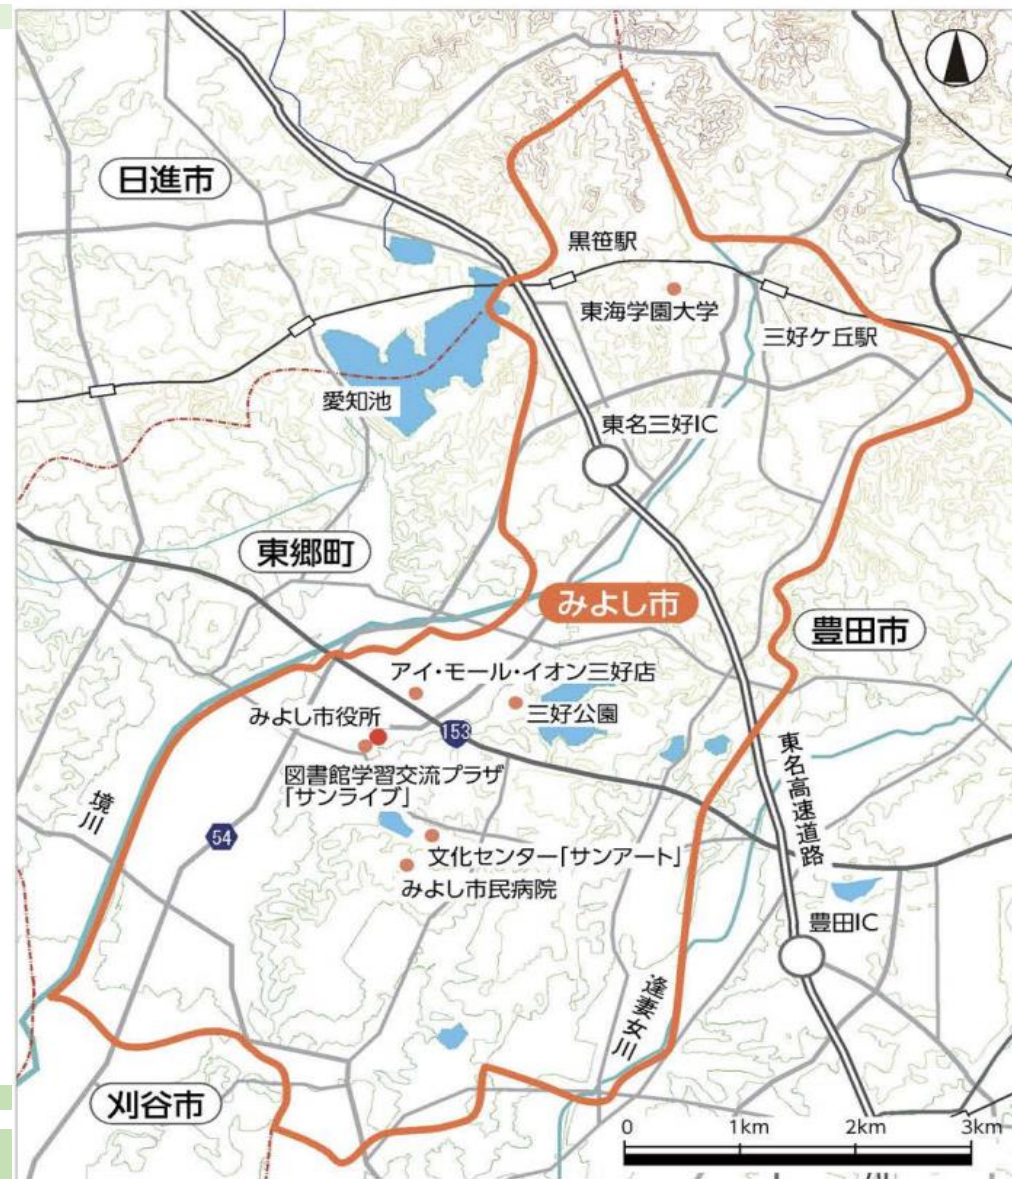 日進市
黒笹駅
東海学園大学
三好ケ丘駅
愛知池
東名三好IC
東郷町
みよし市
豊田市
アイ・モール・イオン三好店
三好公園
みよし市役所
153
図書館学習交流プラザ
「サンライブ」
東名高速道路
境川
54
文化センター「サンアート」
みよし市民病院
豊田IC
逢妻女川
刈谷市
0 1km 2km 3km